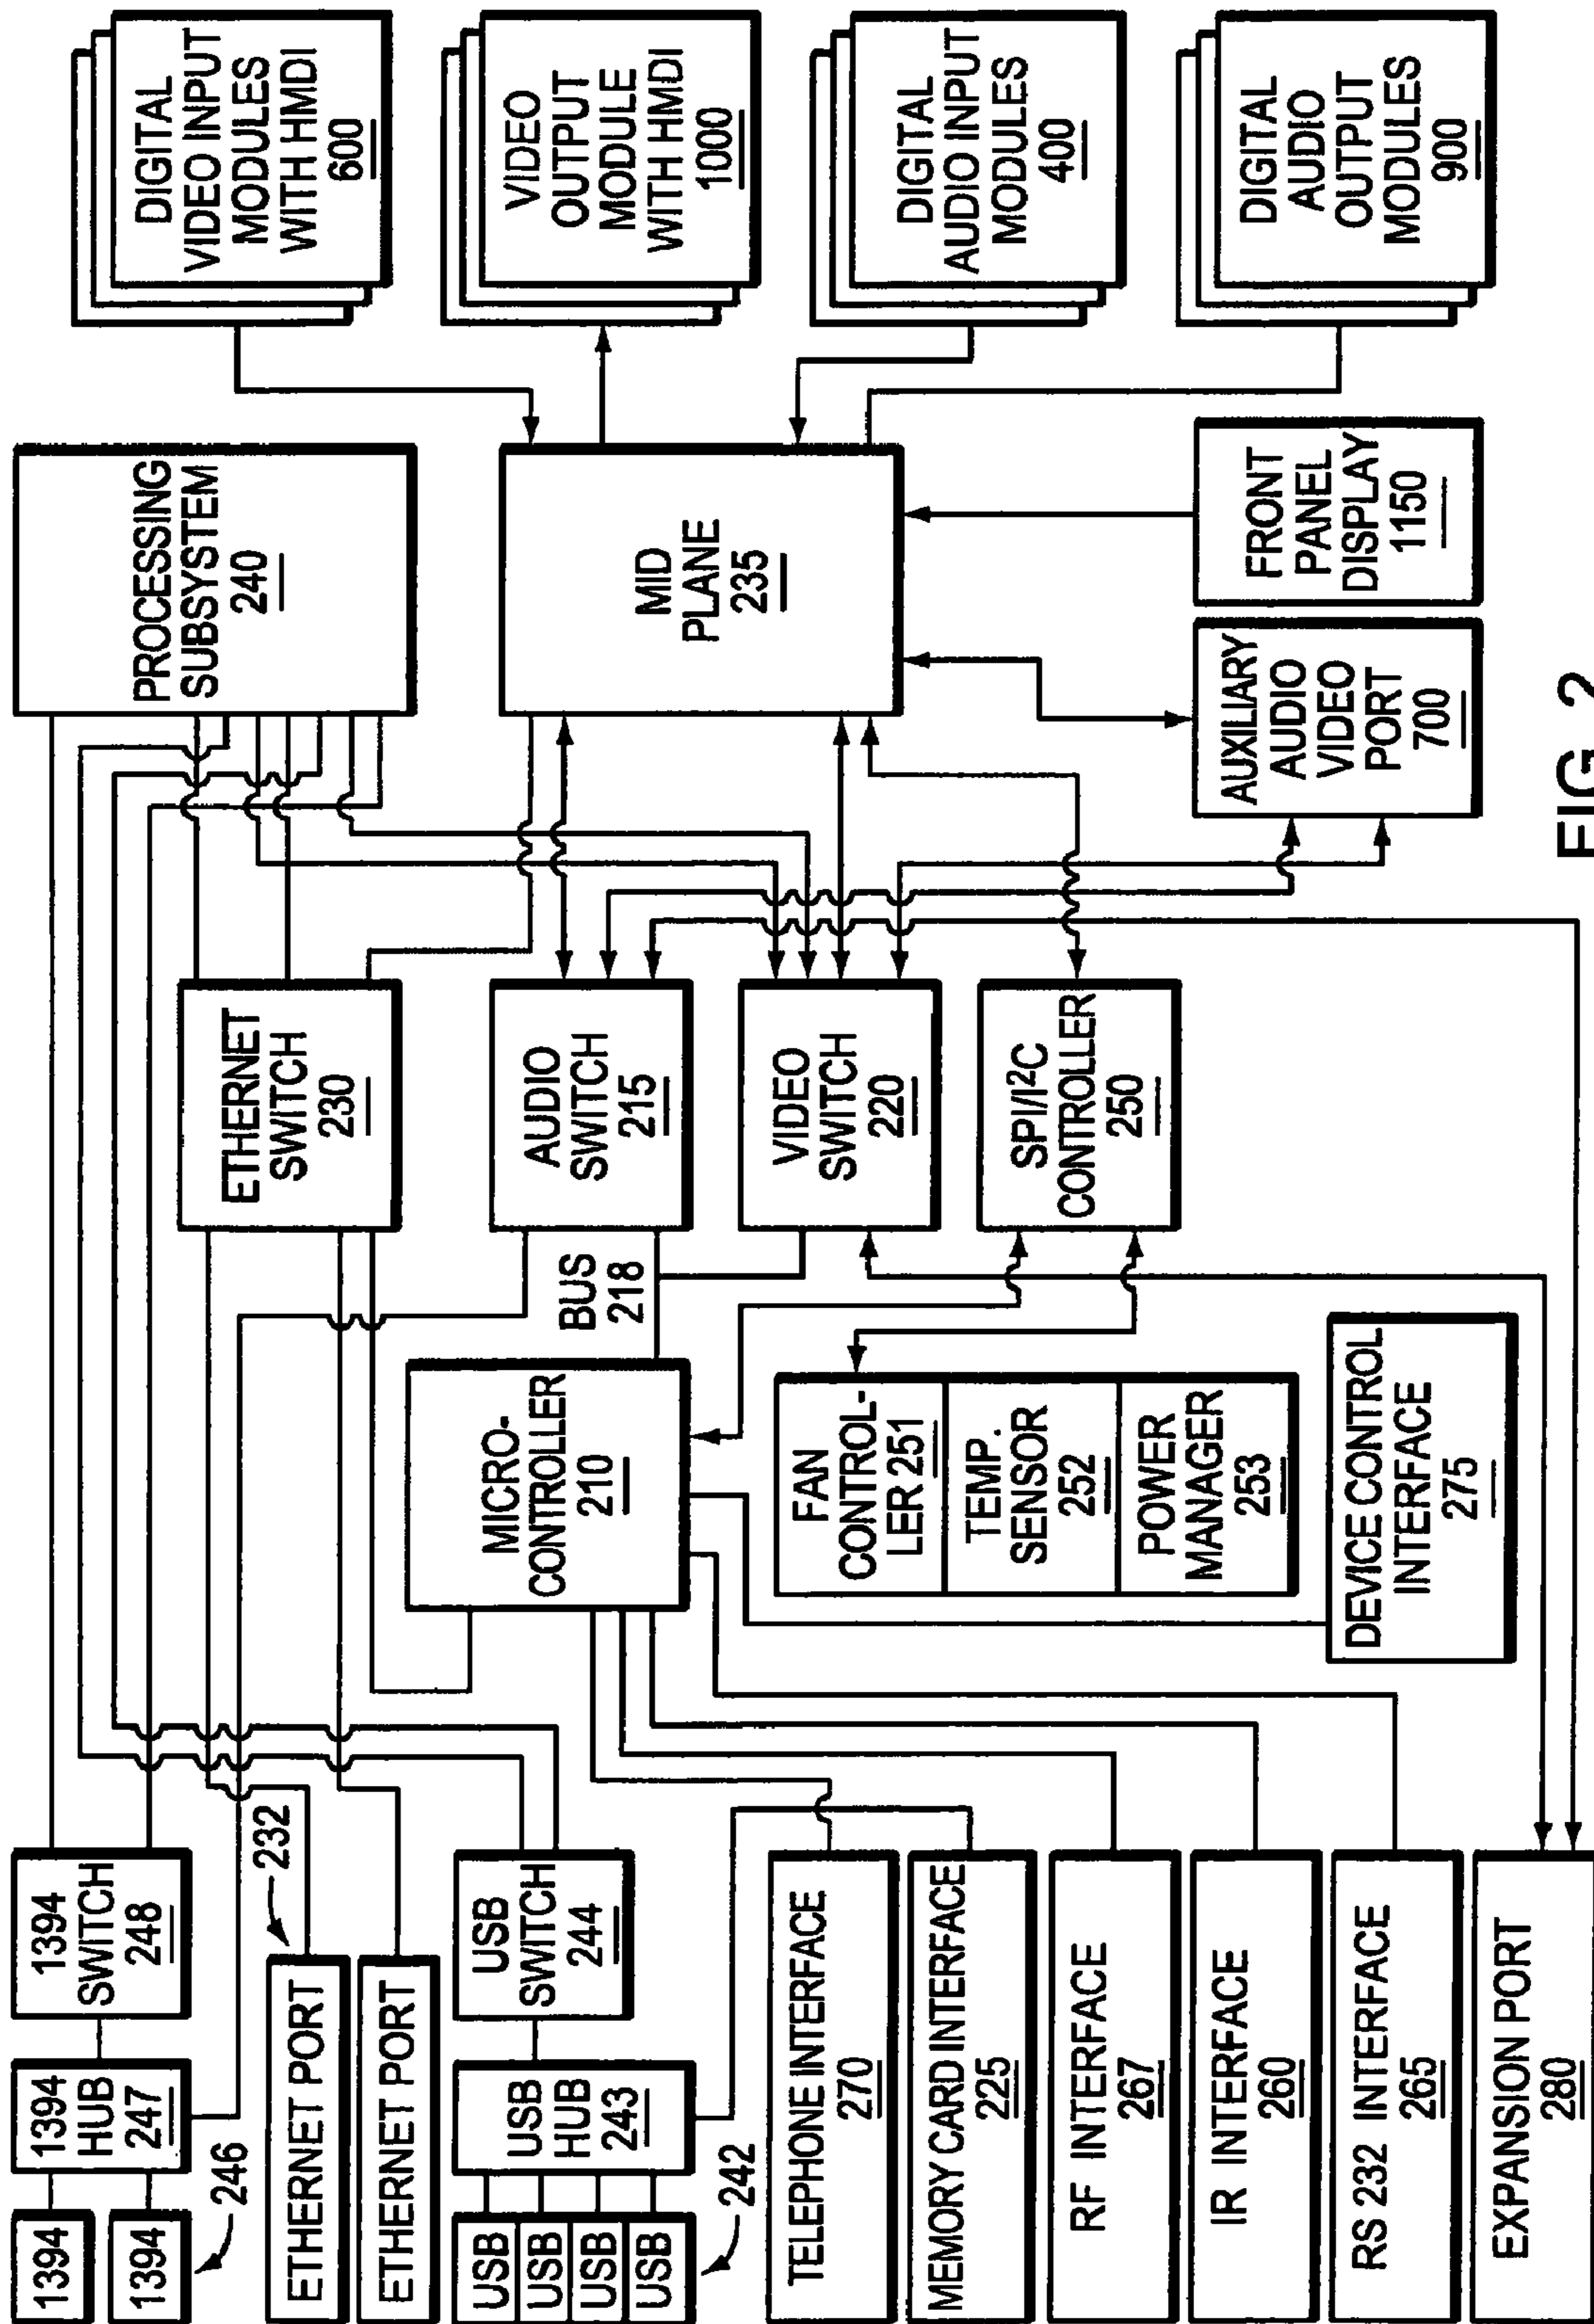 1394
1394
246
1394
HUB
247
1394
SWITCH
248
232
ETHERNET PORT
ETHERNET PORT
USB
USB
USB
USB
242
USB
HUB
243
USB
SWITCH
244
TELEPHONE INTERFACE
270
MEMORY CARD INTERFACE
225
RF INTERFACE
267
IR INTERFACE
260
RS 232 INTERFACE
265
EXPANSION PORT
280
MICRO-
CONTROLLER
210
FAN
CONTROL-
LER 251
TEMP.
SENSOR
252
POWER
MANAGER
253
DEVICE CONTROL
INTERFACE
275
BUS
218
ETHERNET
SWITCH
230
AUDIO
SWITCH
215
VIDEO
SWITCH
220
SPI/I²C
CONTROLLER
250
PROCESSING
SUBSYSTEM
240
MID
PLANE
235
AUXILIARY
AUDIO
VIDEO
PORT
700
FRONT
PANEL
DISPLAY
1150
DIGITAL
VIDEO INPUT
MODULES
WITH HMDI
600
VIDEO
OUTPUT
MODULE
WITH HMDI
1000
DIGITAL
AUDIO INPUT
MODULES
400
DIGITAL
AUDIO
OUTPUT
MODULES
900
FIG. 2